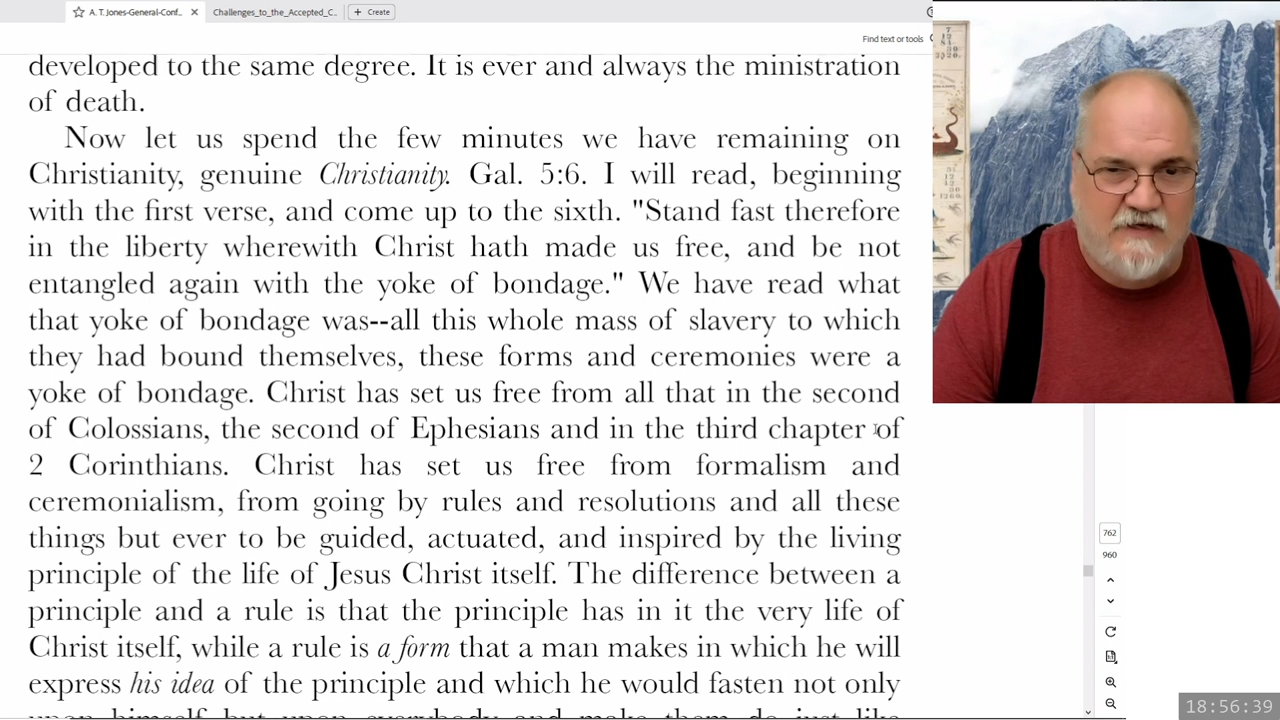 A. T. Jones-General-Conf...
Challenges_to_the_Accepted_C...
+ Create
Find text or tools
developed to the same degree. It is ever and always the ministration
of death.
Now let us spend the few minutes we have remaining on
Christianity, genuine Christianity. Gal. 5:6. I will read, beginning
with the first verse, and come up to the sixth. "Stand fast therefore
in the liberty wherewith Christ hath made us free, and be not
entangled again with the yoke of bondage." We have read what
that yoke of bondage was--all this whole mass of slavery to which
they had bound themselves, these forms and ceremonies were a
yoke of bondage. Christ has set us free from all that in the second
of Colossians, the second of Ephesians and in the third chapter of
2 Corinthians. Christ has set us free from formalism and
ceremonialism, from going by rules and resolutions and all these
things but ever to be guided, actuated, and inspired by the living
principle of the life of Jesus Christ itself. The difference between a
principle and a rule is that the principle has in it the very life of
Christ itself, while a rule is a form that a man makes in which he will
express his idea of the principle and which he would fasten not only
upon himself but upon everybody and make them do just like
762
960
18:56:39